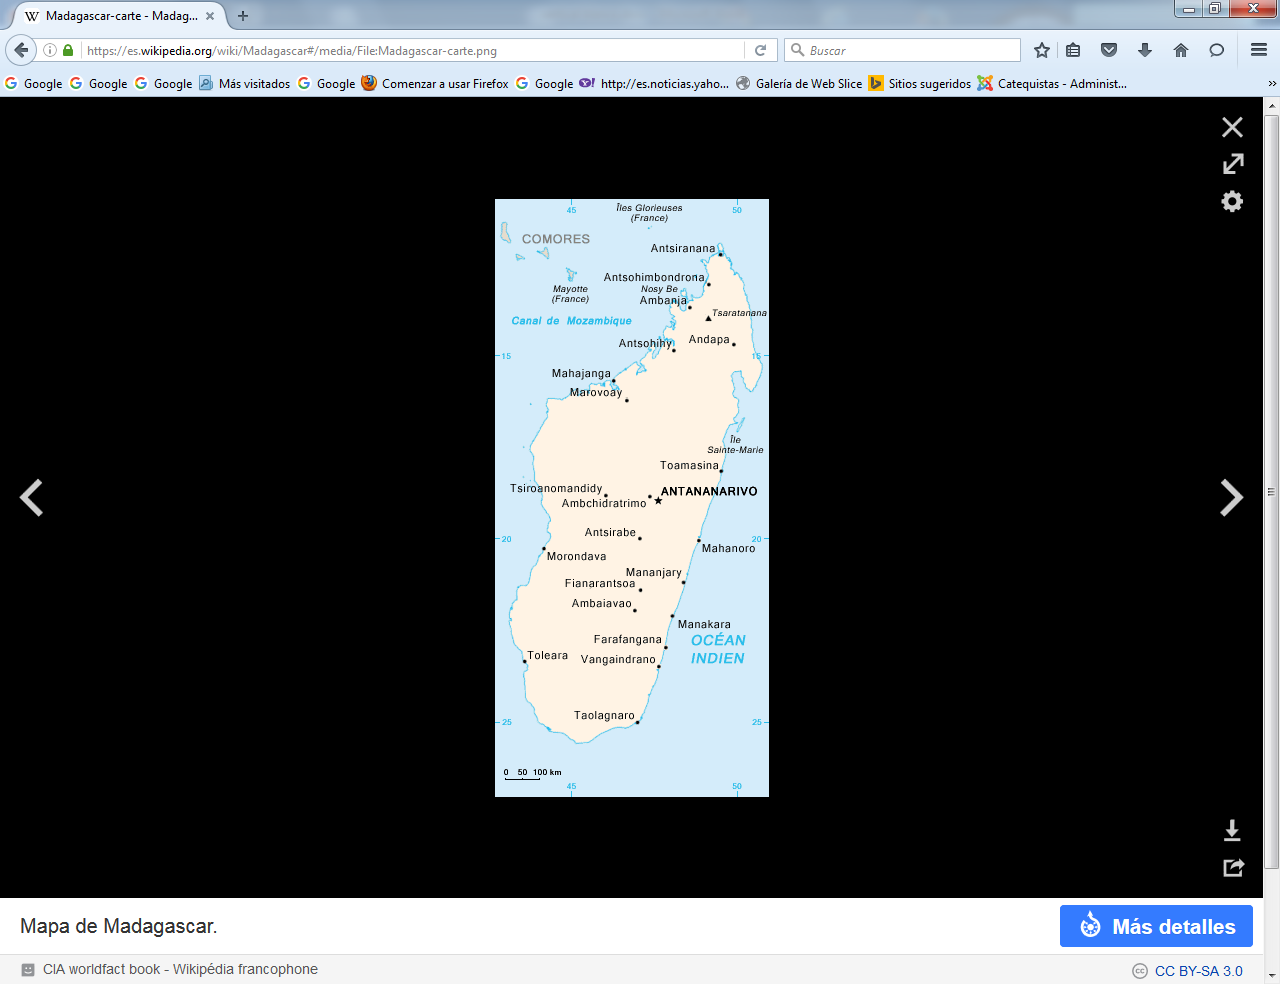 Madagascar-carte - Madag...
https://es.wikipedia.org/wiki/Madagascar#/media/File:Madagascar-carte.png
Buscar
Google
Google
Google
Más visitados
Google
Comenzar a usar Firefox
Google
http://es.noticias.yaho...
Galería de Web Slice
Sitios sugeridos
Catequistas - Administ...
45
Îles Glorieuses
(France)
50
COMORES
Antsiranana
Antsohimbondrona
Mayotte
(France)
Nosy Be
Ambanja
Tsaratanana
Canal de Mozambique
Antsohihy
Andapa
15
15
Mahajanga
Marovoay
Île
Sainte-Marie
Toamasina
Tsiroanomandidy
ANTANANARIVO
Ambohidratrimo
Antsirabe
20
20
Mahanoro
Morondava
Mananjary
Fianarantsoa
Ambalavao
Manakara
Farafangana
OCÉAN
INDIEN
Toleara
Vangaindrano
Taolagnaro
25
25
0 50 100 km
45
50
Mapa de Madagascar.
Más detalles
CIA worldfact book - Wikipédia francophone
cc
CC BY-SA 3.0